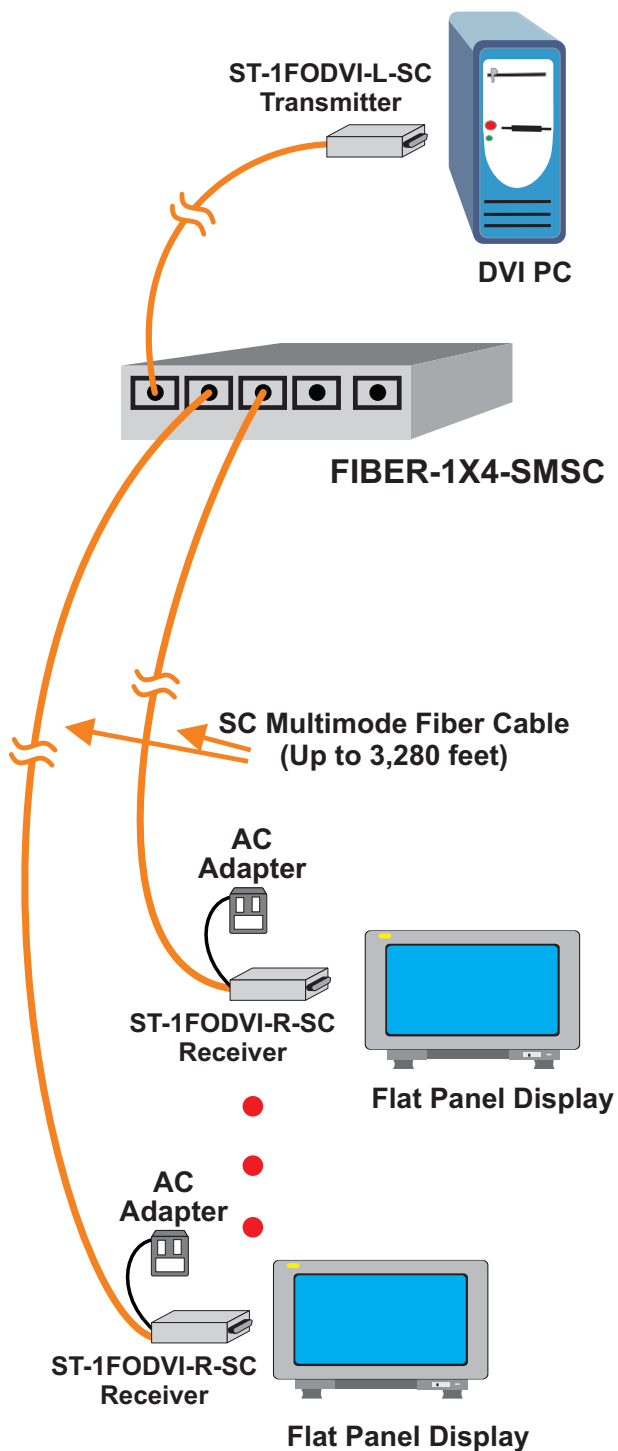 ST-1FODVI-L-SC
Transmitter
DVI PC
FIBER-1X4-SMSC
SC Multimode Fiber Cable
(Up to 3,280 feet)
AC
Adapter
ST-1FODVI-R-SC
Receiver
Flat Panel Display
AC
Adapter
ST-1FODVI-R-SC
Receiver
Flat Panel Display